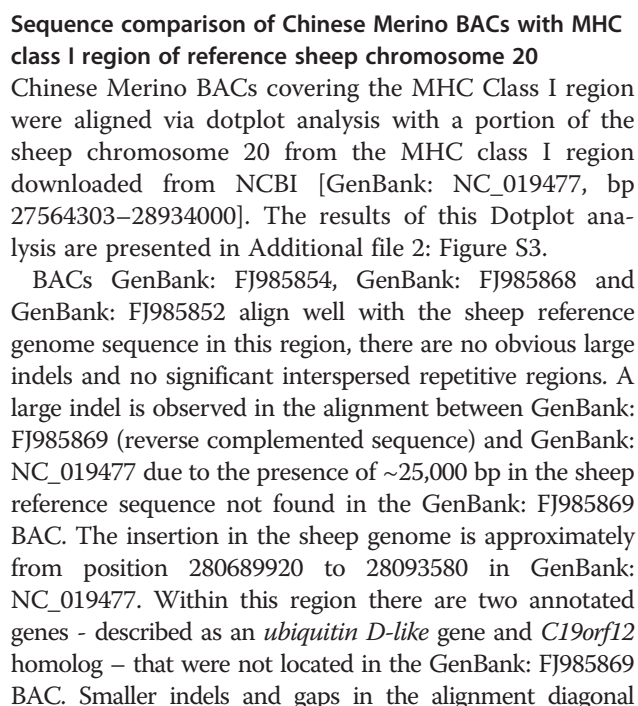 Sequence comparison of Chinese Merino BACs with MHC
class I region of reference sheep chromosome 20
Chinese Merino BACs covering the MHC Class I region
were aligned via dotplot analysis with a portion of the
sheep chromosome 20 from the MHC class I region
downloaded from NCBI [GenBank: NC_019477, bp
27564303–28934000]. The results of this Dotplot ana-
lysis are presented in Additional file 2: Figure S3.
BACs GenBank: FJ985854, GenBank: FJ985868 and
GenBank: FJ985852 align well with the sheep reference
genome sequence in this region, there are no obvious large
indels and no significant interspersed repetitive regions. A
large indel is observed in the alignment between GenBank:
FJ985869 (reverse complemented sequence) and GenBank:
NC_019477 due to the presence of ~25,000 bp in the sheep
reference sequence not found in the GenBank: FJ985869
BAC. The insertion in the sheep genome is approximately
from position 280689920 to 28093580 in GenBank:
NC_019477. Within this region there are two annotated
genes - described as an ubiquitin D-like gene and C19orf12
homolog – that were not located in the GenBank: FJ985869
BAC. Smaller indels and gaps in the alignment diagonal